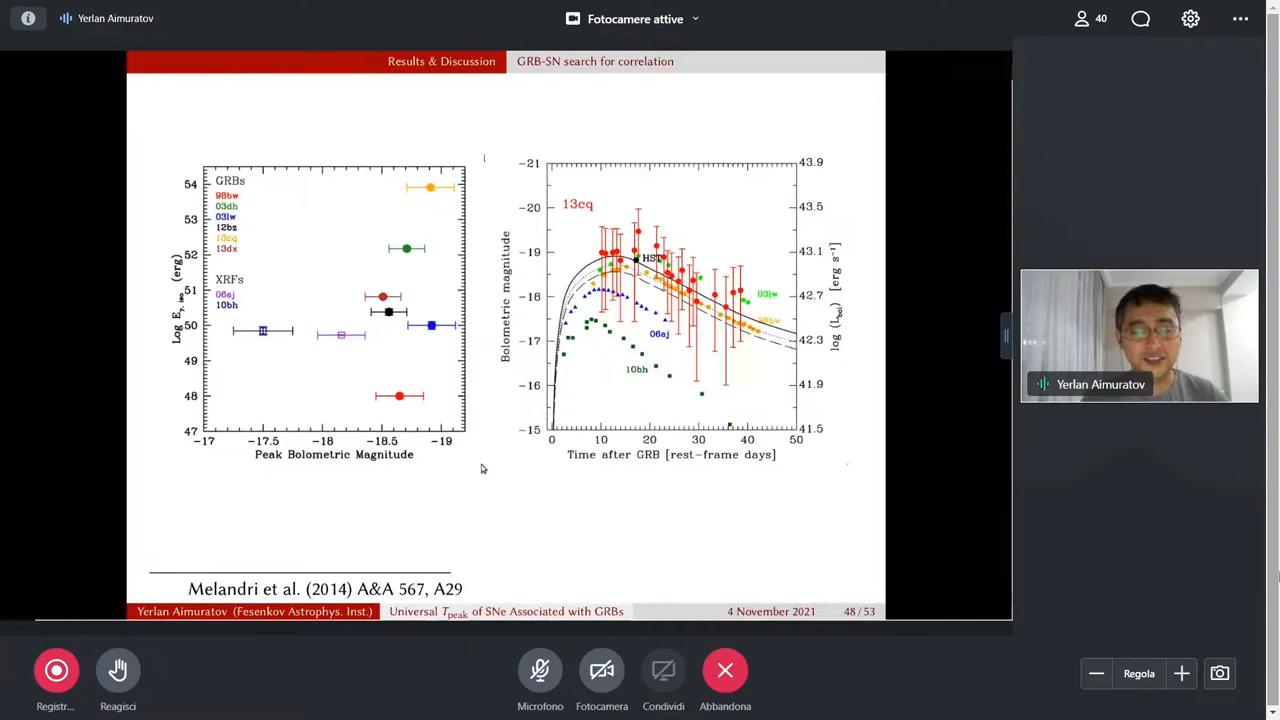 Yerlan Aimuratov
Fotocamere attive
40
Results & Discussion
GRB-SN search for correlation
GRBs
98bw
03dh
03lw
12bz
13cq
13dx
XRFs
06aj
10bh
54
53
52
51
50
49
48
47
Log Eγ,iso (erg)
−17
−17.5
−18
−18.5
−19
Peak Bolometric Magnitude
13cq
HST
03lw
98bw
06aj
10bh
−21
−20
−19
−18
−17
−16
−15
Bolometric magnitude
43.9
43.5
43.1
42.7
42.3
41.9
41.5
log (Lbol) [erg s−1]
0
10
20
30
40
50
Time after GRB [rest−frame days]
Melandri et al. (2014) A&A 567, A29
Yerlan Aimuratov (Fesenkov Astrophys. Inst.)
Universal Tpeak of SNe Associated with GRBs
4 November 2021
48 / 53
Yerlan Aimuratov
Registr...
Reagisci
Microfono
Fotocamera
Condividi
Abbandona
Regola